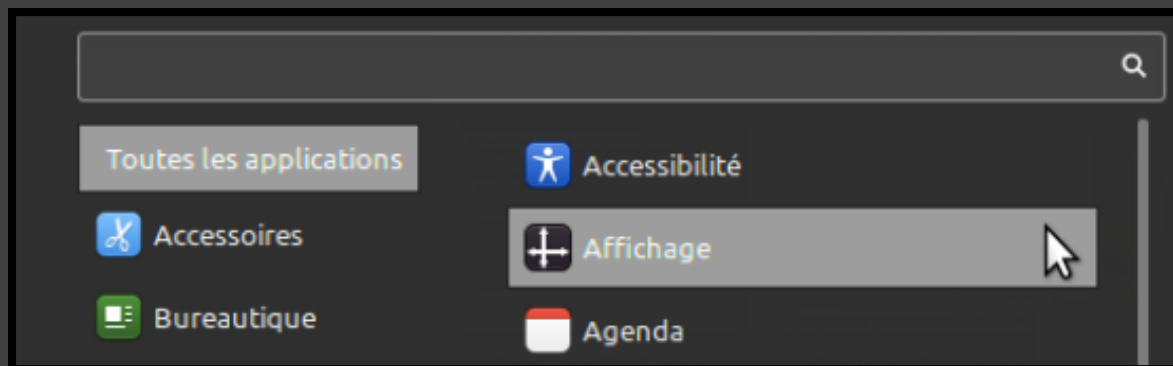 Toutes les applications
Accessoires
Bureautique
Accessibilité
Affichage
Agenda